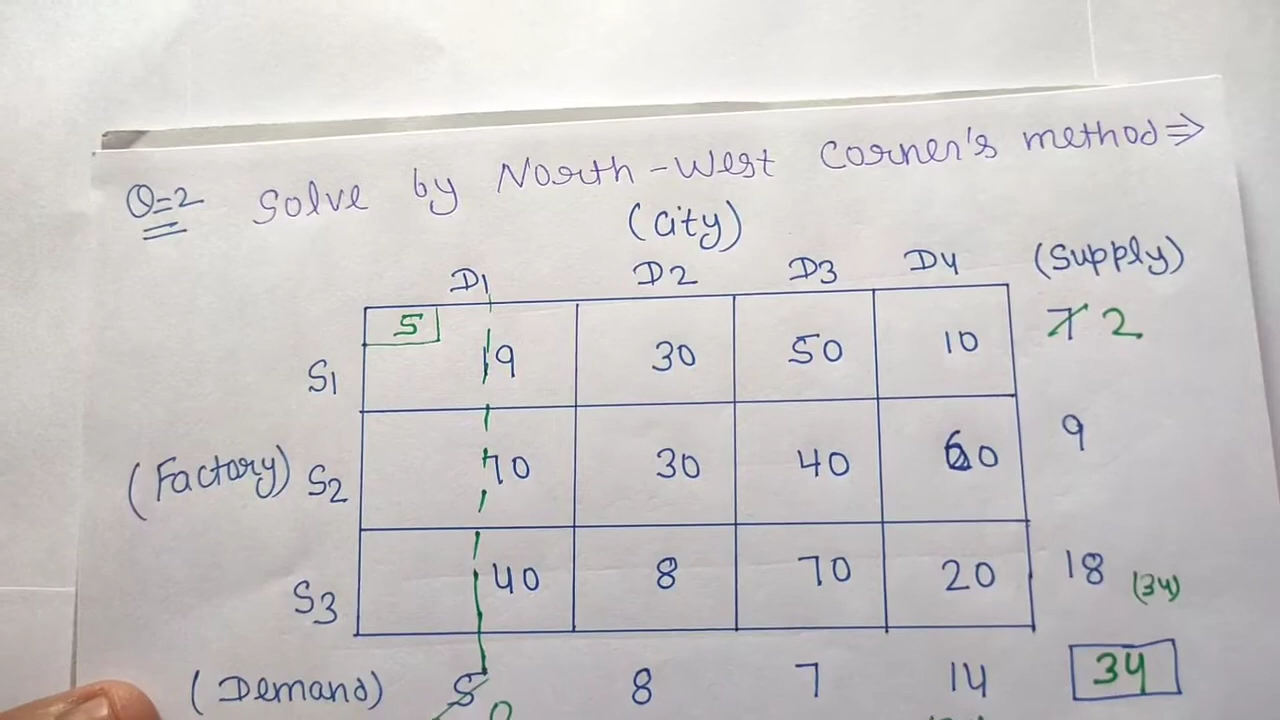 Q=2 Solve by North-West Corner's method ⇒
(City)
D1 D2 D3 D4 (Supply)
5
S1 19 30 50 10 7 2
(Factory) S2 70 30 40 60 9
S3 40 8 70 20 18 (34)
(Demand) 5 8 7 14 34
0